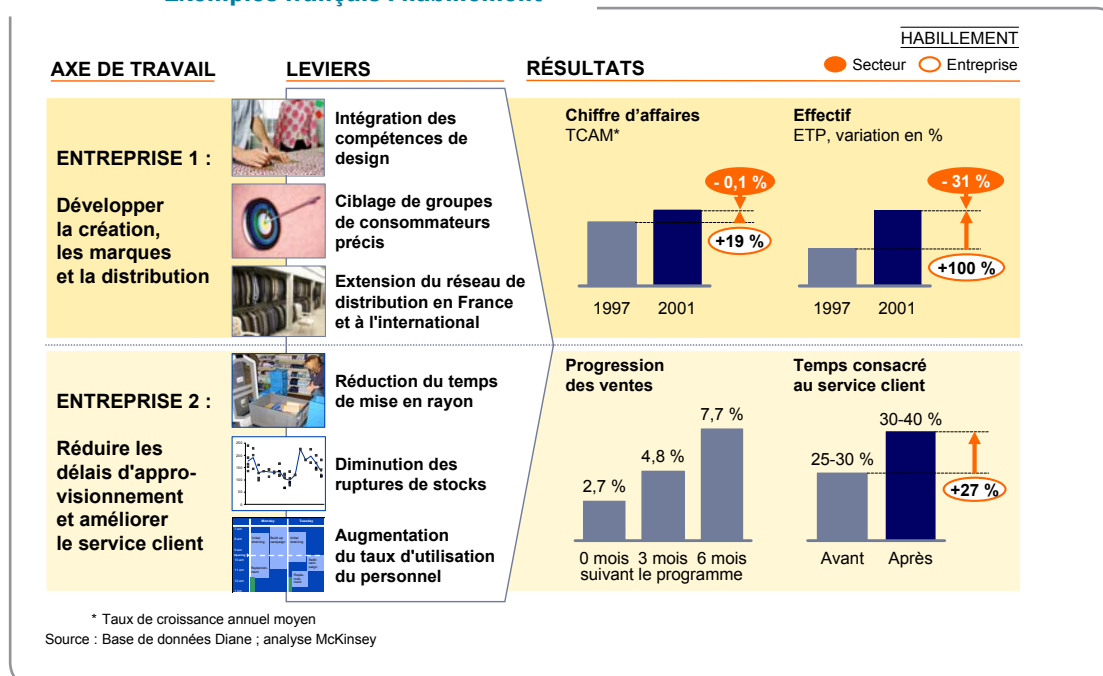 HABILLEMENT
Secteur Entreprise
AXE DE TRAVAIL
LEVIERS
RÉSULTATS
ENTREPRISE 1 :
Développer
la création,
les marques
et la distribution
Intégration des
compétences de
design
Ciblage de groupes
de consommateurs
précis
Extension du réseau de
distribution en France
et à l'international
Chiffre d'affaires
TCAM*
- 0,1 %
+19 %
1997 2001
Effectif
ETP, variation en %
- 31 %
+100 %
1997 2001
ENTREPRISE 2 :
Réduire les
délais d'appro-
visionnement
et améliorer
le service client
Réduction du temps
de mise en rayon
Diminution des
ruptures de stocks
Monday Tuesday
Augmentation
du taux d'utilisation
du personnel
Progression
des ventes
2,7 %
4,8 %
7,7 %
0 mois 3 mois 6 mois
suivant le programme
Temps consacré
au service client
25-30 %
30-40 %
+27 %
Avant Après
* Taux de croissance annuel moyen
Source : Base de données Diane ; analyse McKinsey